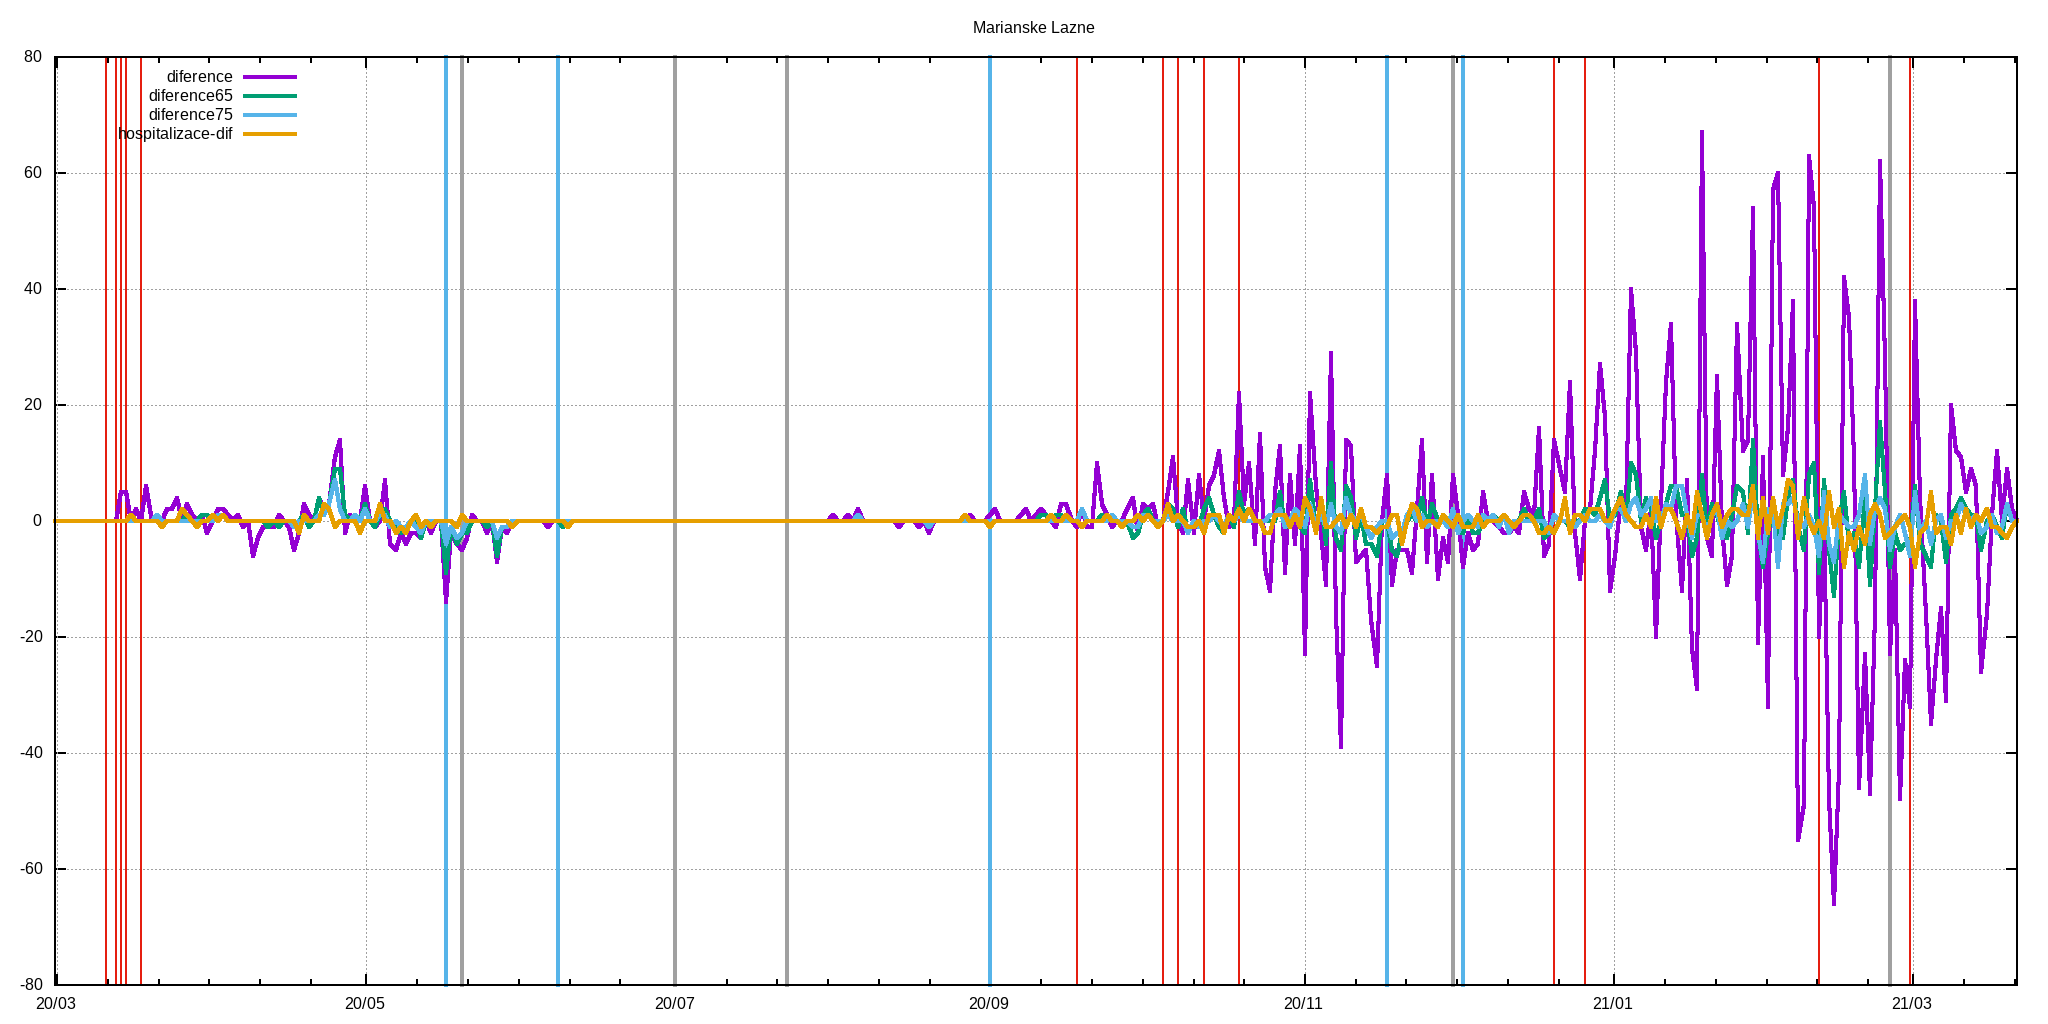 Marianske Lazne
80
60
40
20
0
-20
-40
-60
-80
diference
diference65
diference75
hospitalizace-dif
20/03 20/05 20/07 20/09 20/11 21/01 21/03